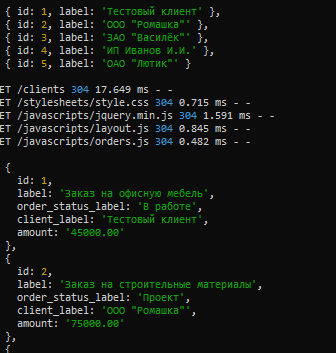 { id: 1, label: 'Тестовый клиент' },
{ id: 2, label: 'ООО "Ромашка"' },
{ id: 3, label: 'ЗАО "Василёк"' },
{ id: 4, label: 'ИП Иванов И.И.' },
{ id: 5, label: 'ОАО "Лютик"' }
ET /clients 304 17.649 ms - -
ET /stylesheets/style.css 304 0.715 ms - -
ET /javascripts/jquery.min.js 304 1.591 ms - -
ET /javascripts/layout.js 304 0.845 ms - -
ET /javascripts/orders.js 304 0.482 ms - -
{
id: 1,
label: 'Заказ на офисную мебель',
order_status_label: 'В работе',
client_label: 'Тестовый клиент',
amount: '45000.00'
},
{
id: 2,
label: 'Заказ на строительные материалы',
order_status_label: 'Проект',
client_label: 'ООО "Ромашка"',
amount: '75000.00'
},
{